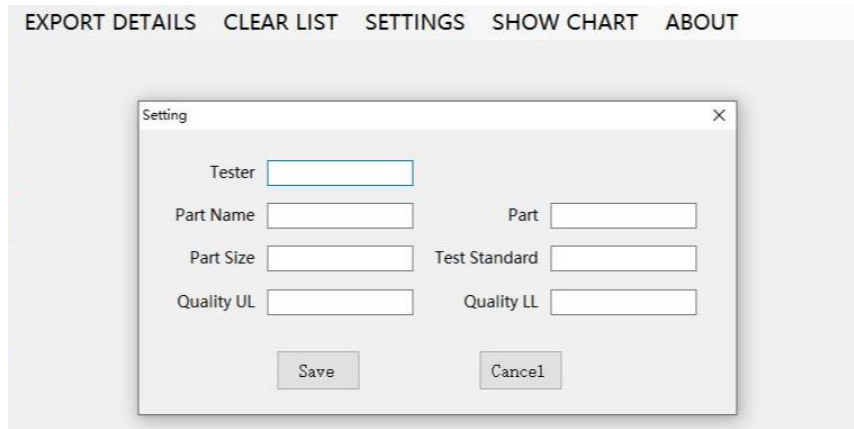 EXPORT DETAILS CLEAR LIST SETTINGS SHOW CHART ABOUT
Setting
Tester
Part Name Part
Part Size Test Standard
Quality UL Quality LL
Save Cancel